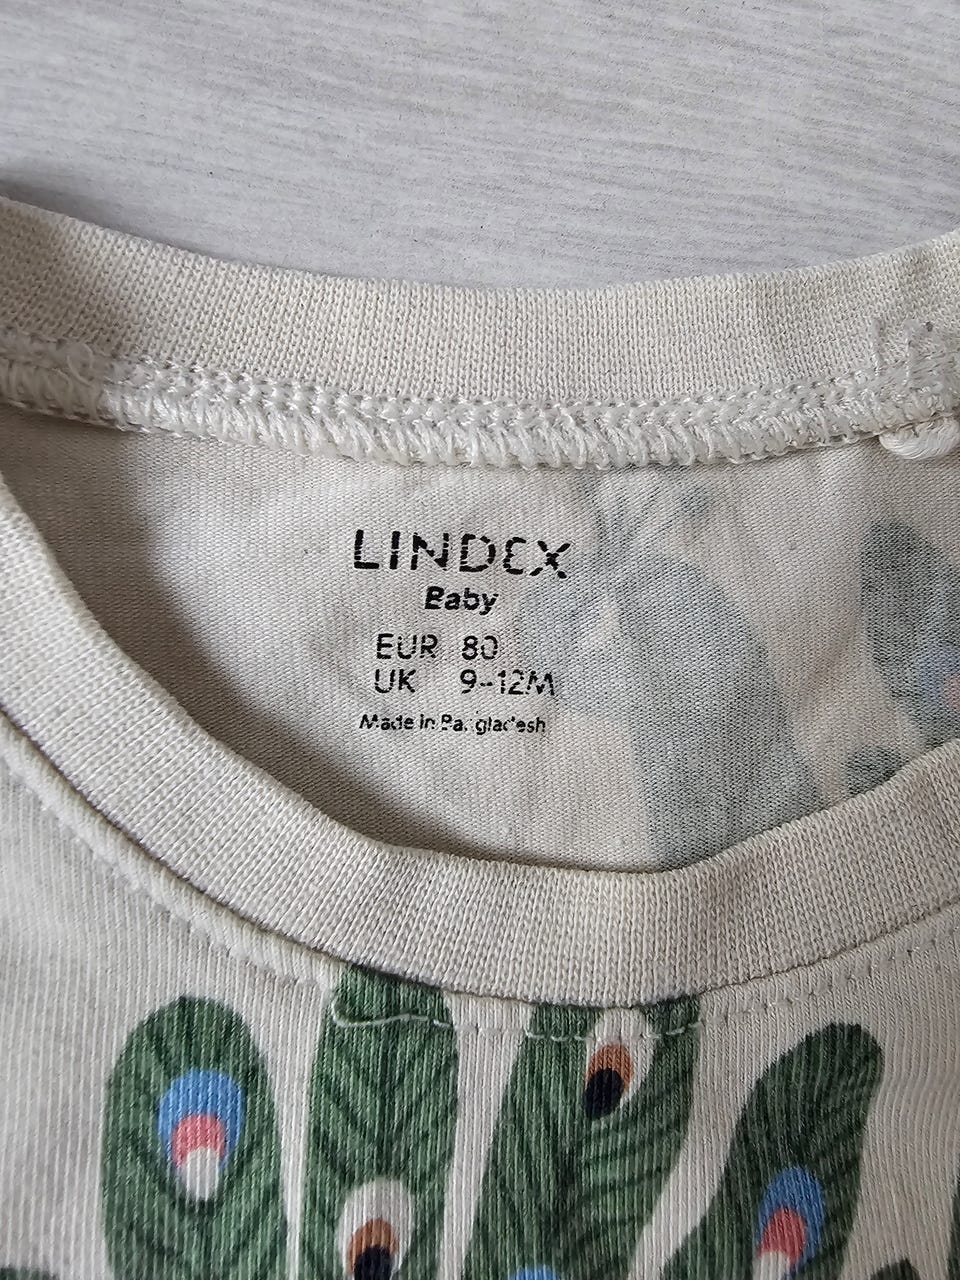 LINDEX
Baby
EUR 80
UK 9-12M
Made in Bangladesh